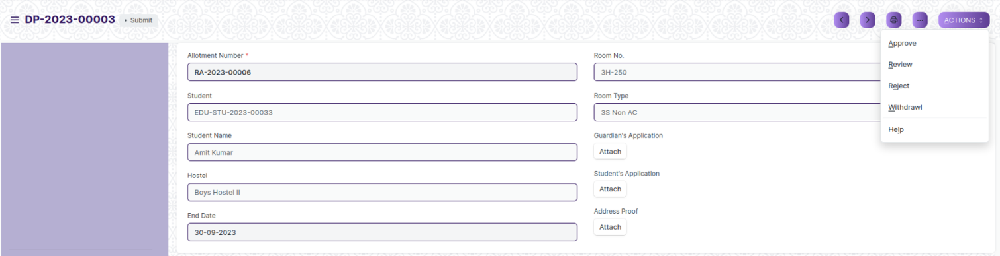 DP-2023-00003
• Submit
ACTIONS
Approve
Review
Reject
Withdrawl
Help
Allotment Number *
RA-2023-00006
Student
EDU-STU-2023-00033
Student Name
Amit Kumar
Hostel
Boys Hostel II
End Date
30-09-2023
Room No.
3H-250
Room Type
3S Non AC
Guardian's Application
Attach
Student's Application
Attach
Address Proof
Attach